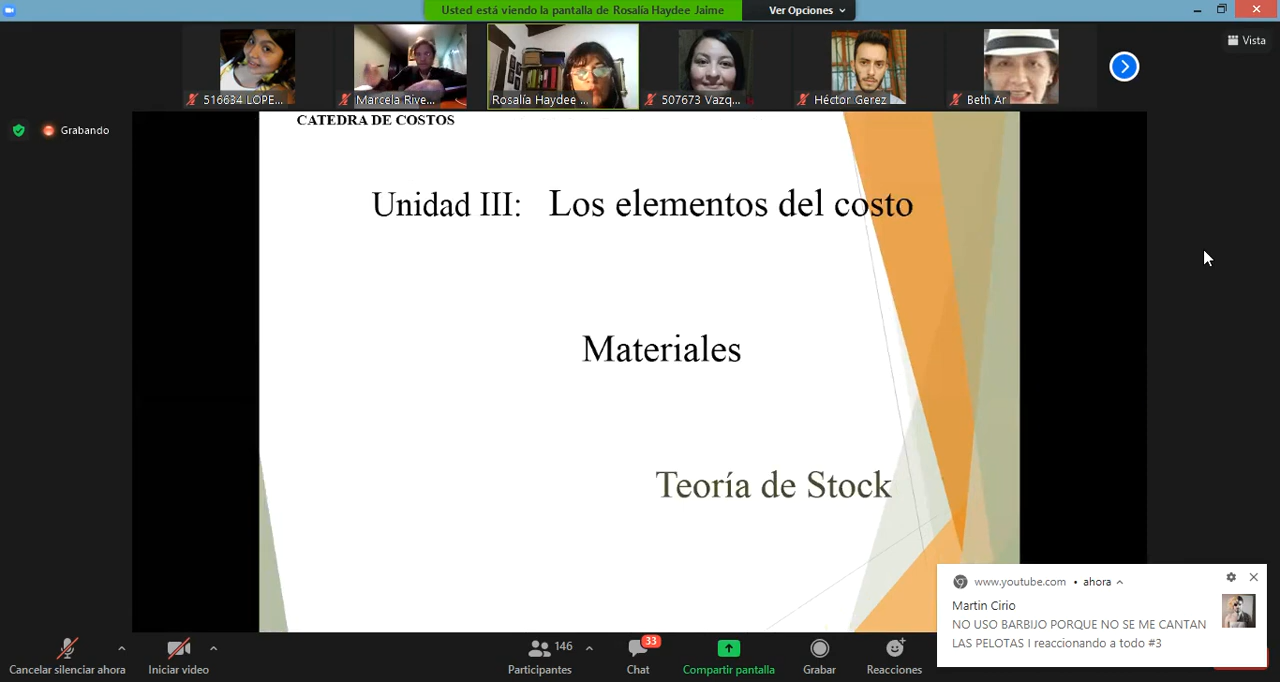 Usted está viendo la pantalla de Rosalía Haydee Jaime
Ver Opciones
Vista
516634 LOPE...
Marcela Rive...
Rosalía Haydee ...
507673 Vazq...
Héctor Gerez
Beth Ar
Grabando
CATEDRA DE COSTOS
Unidad III: Los elementos del costo
Materiales
Teoría de Stock
www.youtube.com • ahora
Martin Cirio
NO USO BARBIJO PORQUE NO SE ME CANTAN
LAS PELOTAS I reaccionando a todo #3
146
33
Cancelar silenciar ahora
Iniciar video
Participantes
Chat
Compartir pantalla
Grabar
Reacciones